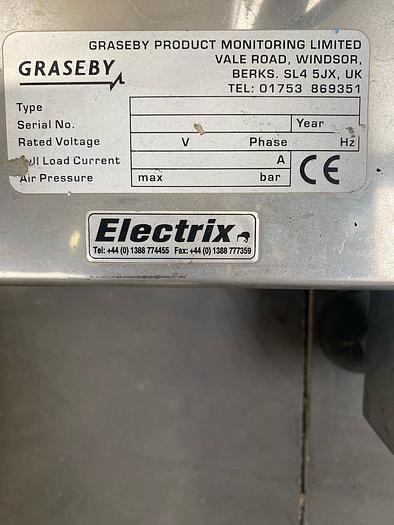 GRASEBY PRODUCT MONITORING LIMITED
VALE ROAD, WINDSOR,
BERKS. SL4 5JX, UK
TEL: 01753 869351
GRASEBY
Type
Serial No. Year
Rated Voltage V Phase Hz
Full Load Current A
Air Pressure max bar
CE
Electrix
Tel: +44 (0) 1388 774455 Fax: +44 (0) 1388 777359